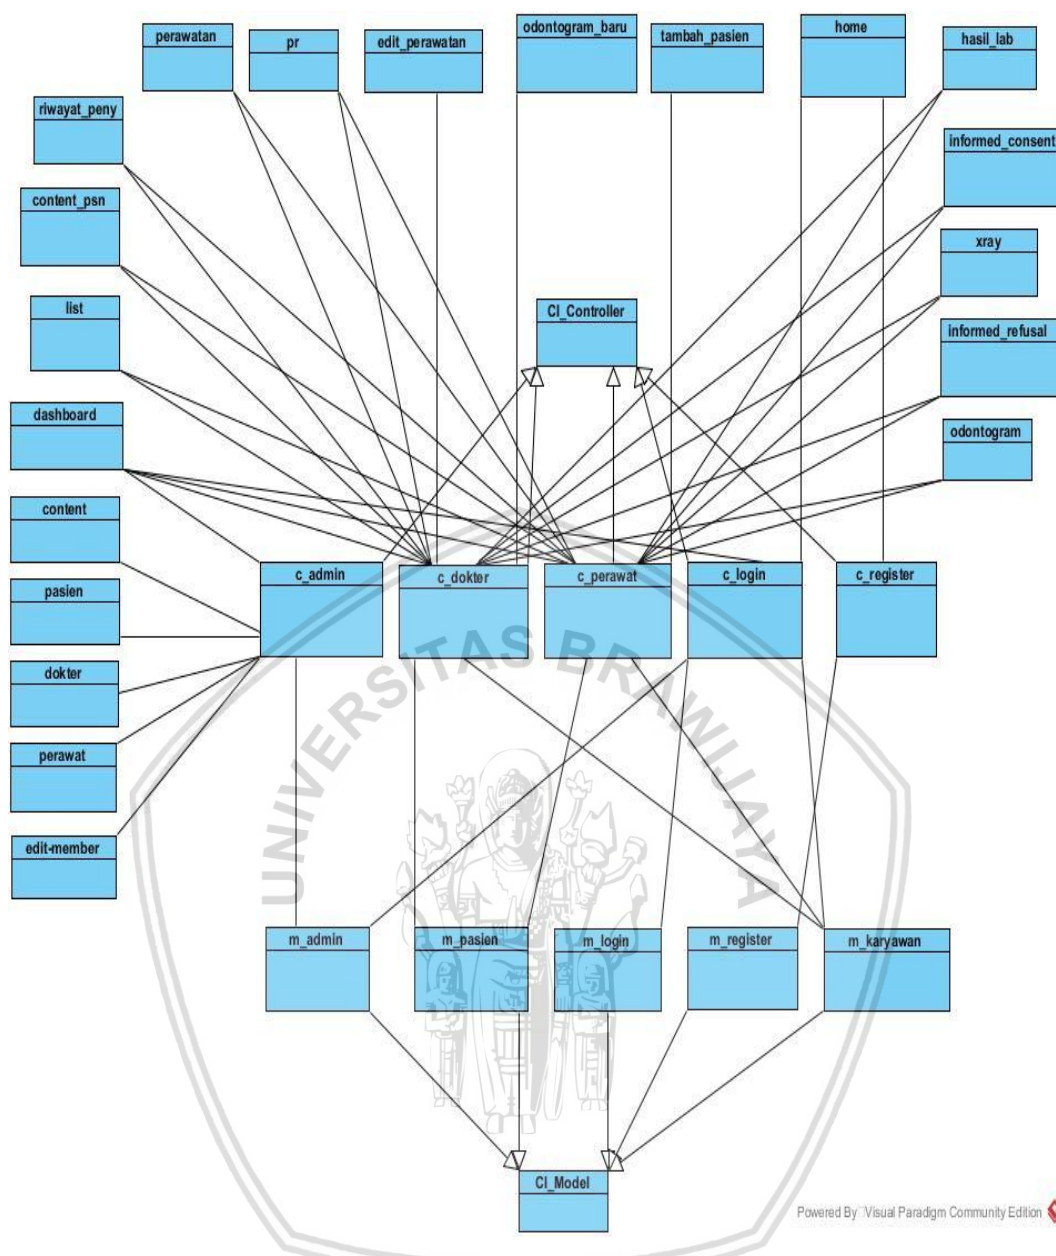 perawatan
pr
edit_perawatan
odontogram_baru
tambah_pasien
home
hasil_lab
riwayat_peny
informed_consent
content_psn
xray
list
CI_Controller
informed_refusal
dashboard
odontogram
content
c_admin
c_dokter
c_perawat
c_login
c_register
pasien
dokter
perawat
edit-member
UNIVERSITAS BRAWIJAYA
m_admin
m_pasien
m_login
m_register
m_karyawan
CI_Model
Powered By Visual Paradigm Community Edition